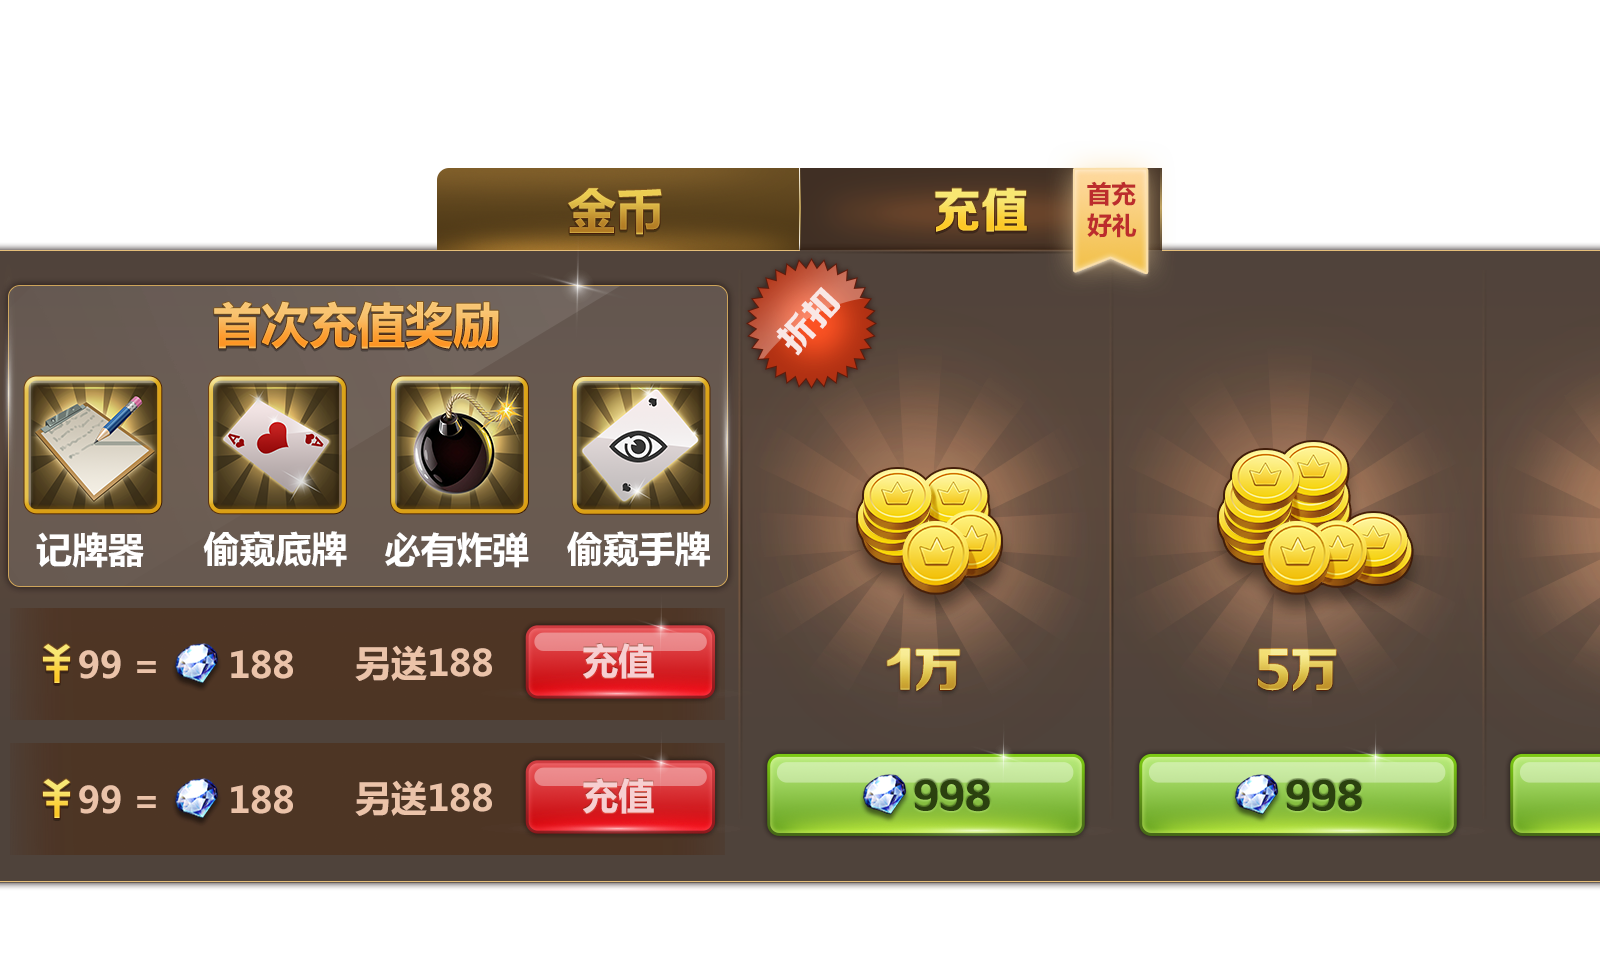 金币
充值
首充
好礼
首次充值奖励
记牌器
偷窥底牌
必有炸弹
偷窥手牌
¥99 = 188 另送188
充值
¥99 = 188 另送188
充值
折扣
1万
5万
998
998